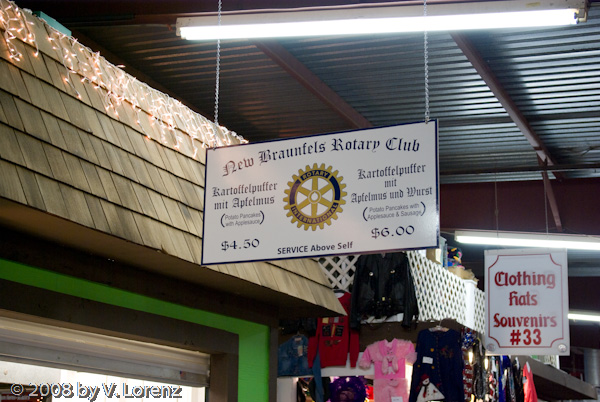 New Braunfels Rotary Club
Kartoffelpuffer
mit Apfelmus
(Potato Pancakes
with Applesauce)
$4.50
ROTARY
INTERNATIONAL
Kartoffelpuffer
mit
Apfelmus und Wurst
(Potato Pancakes with
Applesauce & Sausage)
$6.00
SERVICE Above Self
Clothing
Hats
Souvenirs
#33
© 2008 by V. Lorenz